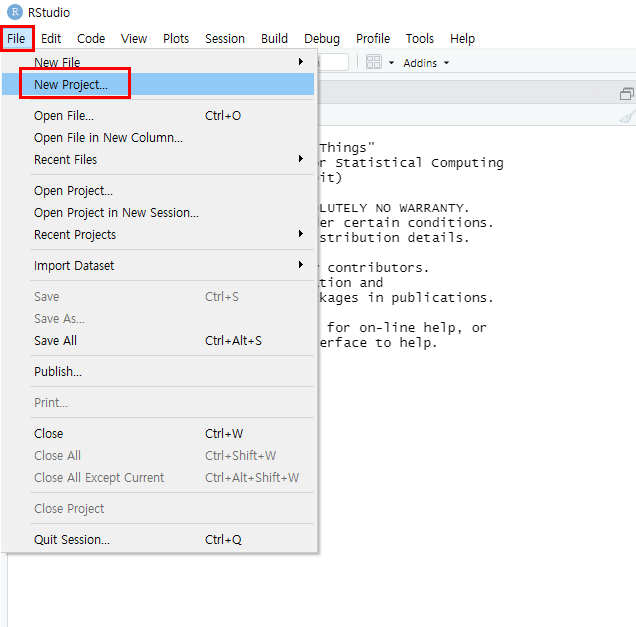 RStudio
File Edit Code View Plots Session Build Debug Profile Tools Help
New File
Addins
New Project...
Open File... Ctrl+O
Open File in New Column...
Things"
Recent Files
r Statistical Computing
it)
Open Project...
LUTELY NO WARRANTY.
Open Project in New Session...
er certain conditions.
Recent Projects
stribution details.
Import Dataset
contributors.
tion and
Save Ctrl+S
kages in publications.
Save As...
for on-line help, or
Save All Ctrl+Alt+S
erface to help.
Publish...
Print...
Close Ctrl+W
Close All Ctrl+Shift+W
Close All Except Current Ctrl+Alt+Shift+W
Close Project
Quit Session... Ctrl+Q